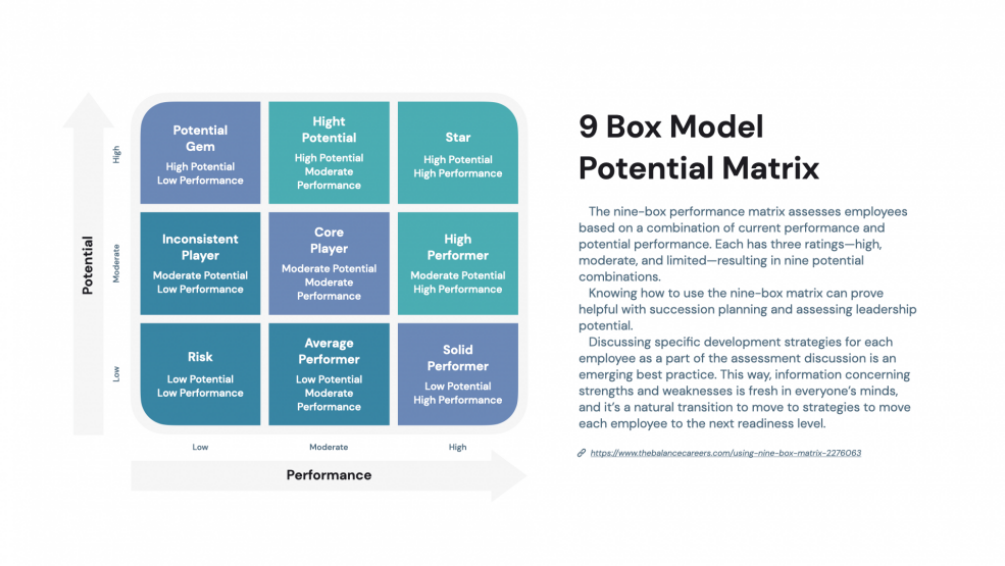 9 Box Model
Potential Matrix
The nine-box performance matrix assesses employees
based on a combination of current performance and
potential performance. Each has three ratings—high,
moderate, and limited—resulting in nine potential
combinations.
Knowing how to use the nine-box matrix can prove
helpful with succession planning and assessing leadership
potential.
Discussing specific development strategies for each
employee as a part of the assessment discussion is an
emerging best practice. This way, information concerning
strengths and weaknesses is fresh in everyone's minds,
and it's a natural transition to move to strategies to move
each employee to the next readiness level.
https://www.thebalancecareers.com/using-nine-box-matrix-2276063
Potential
High
Moderate
Low
Potential
Gem
High Potential
Low Performance
Hight
Potential
High Potential
Moderate
Performance
Star
High Potential
High Performance
Inconsistent
Player
Moderate Potential
Low Performance
Core
Player
Moderate Potential
Moderate
Performance
High
Performer
Moderate Potential
High Performance
Risk
Low Potential
Low Performance
Average
Performer
Low Potential
Moderate
Performance
Solid
Performer
Low Potential
High Performance
Low
Moderate
High
Performance